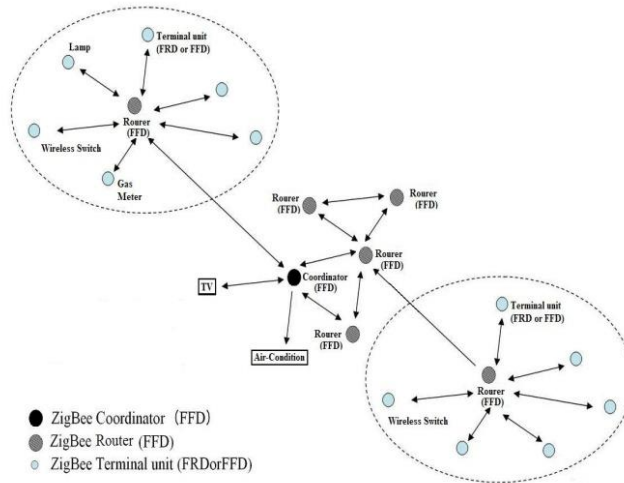 Terminal unit
(FRD or FFD)
Lamp
Rourer
(FFD)
Wireless Switch
Gas
Meter
Rourer
(FFD)
Rourer
(FFD)
Rourer
(FFD)
Coordinator
(FFD)
TV
Rourer
(FFD)
Air-Condition
Terminal unit
(FRD or FFD)
Rourer
(FFD)
Wireless Switch
ZigBee Coordinator (FFD)
ZigBee Router (FFD)
ZigBee Terminal unit (FRDorFFD)